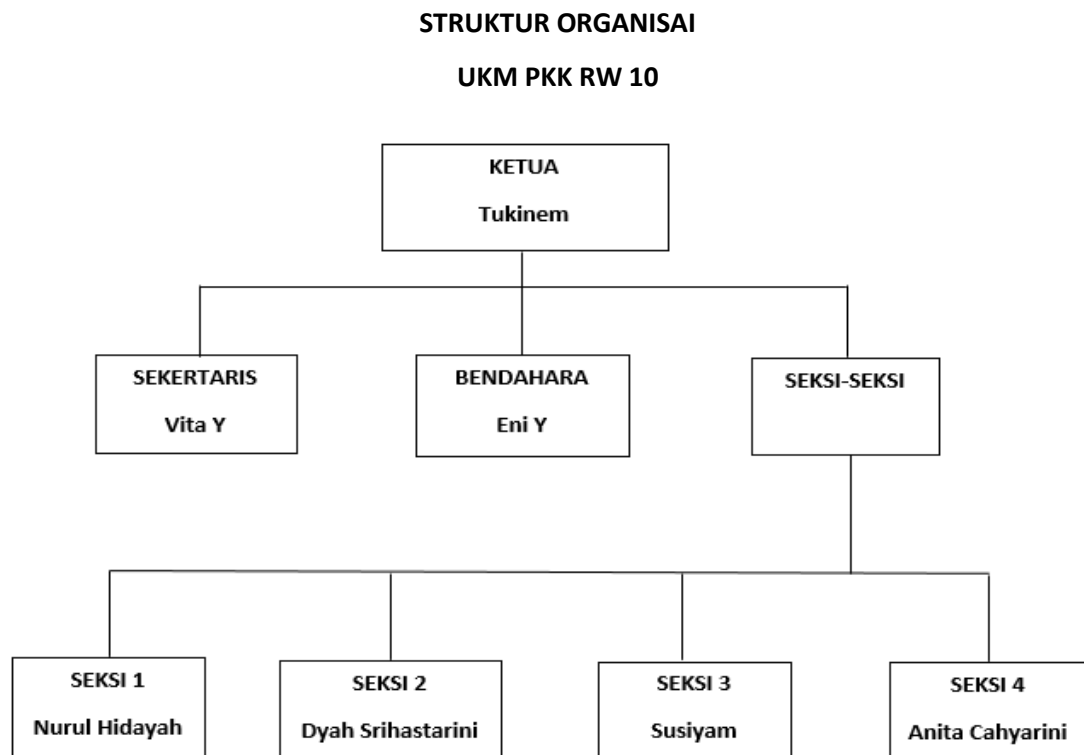 STRUKTUR ORGANISAI
UKM PKK RW 10
KETUA
Tukinem
SEKERTARIS
Vita Y
BENDAHARA
Eni Y
SEKSI-SEKSI
SEKSI 1
Nurul Hidayah
SEKSI 2
Dyah Srihastarini
SEKSI 3
Susiyam
SEKSI 4
Anita Cahyarini